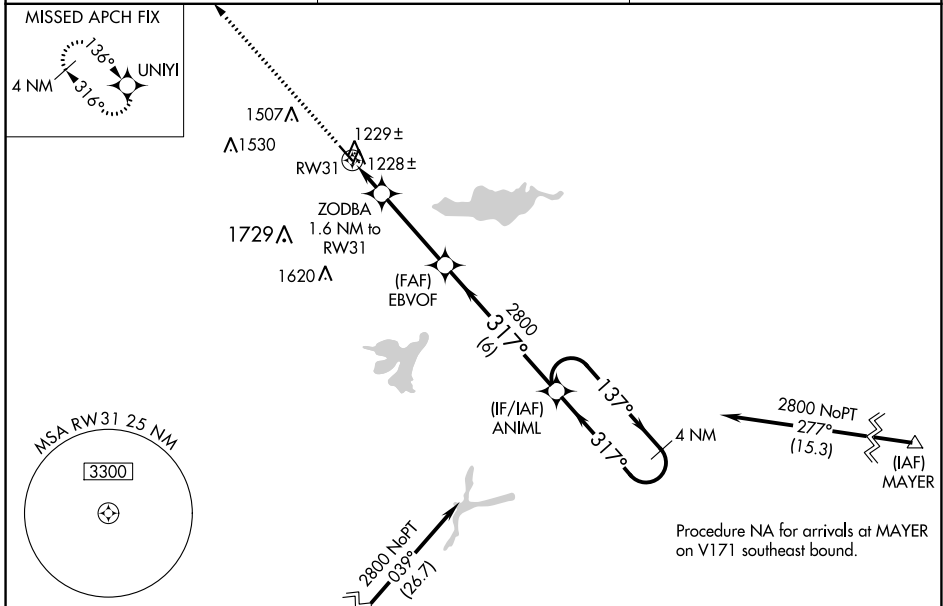 MISSED APCH FIX
136°
UNIYI
4 NM
316°
1507
1530
1229±
RW31
1228±
ZODBA
1.6 NM to
RW31
1729
1620
(FAF)
EBVOF
2800
317°
(6)
(IF/IAF)
ANIML
137°
317°
4 NM
2800 NoPT
277°
(15.3)
(IAF)
MAYER
MSA RW31 25 NM
3300
Procedure NA for arrivals at MAYER
on V171 southeast bound.
2800 NoPT
039°
(26.7)